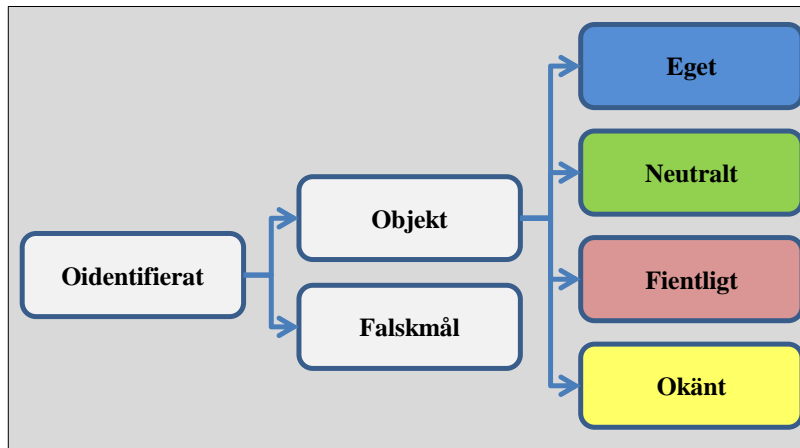 Oidentifierat
Objekt
Falskmål
Eget
Neutralt
Fientligt
Okänt